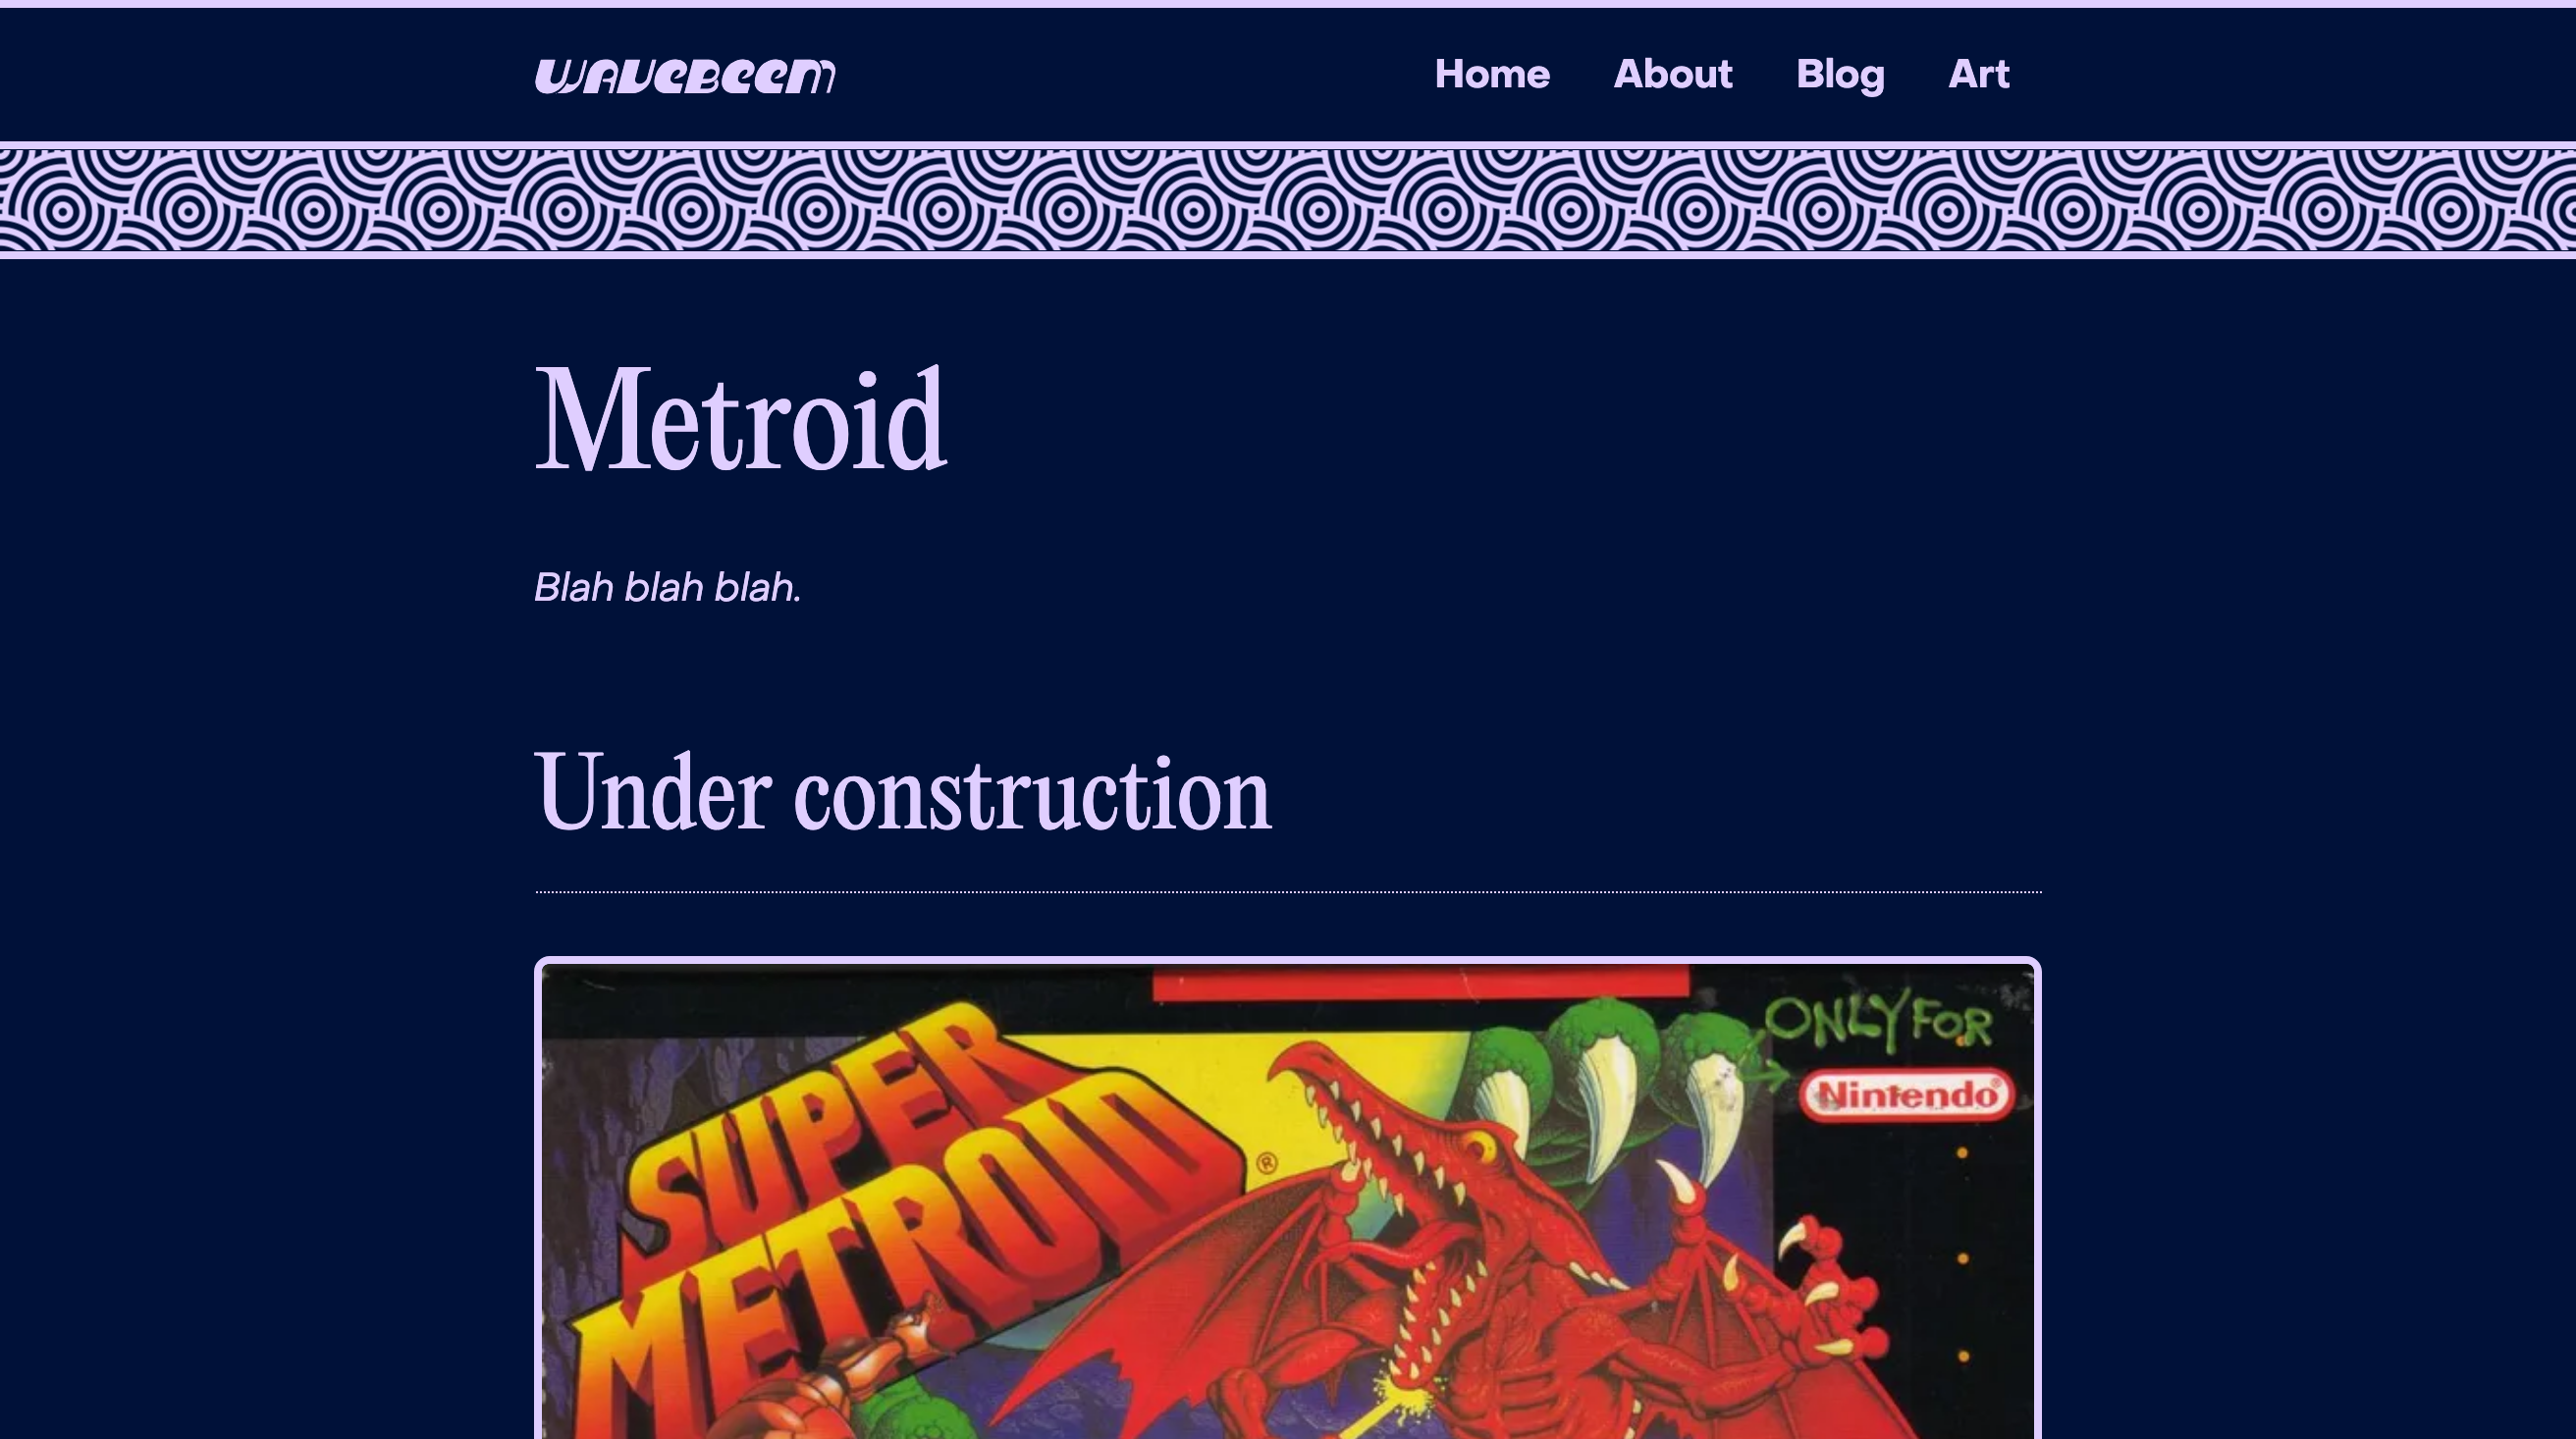 WAVEBEEM
Home About Blog Art
Metroid
Blah blah blah.
Under construction
SUPER
METROID
®
ONLY FOR
Nintendo®